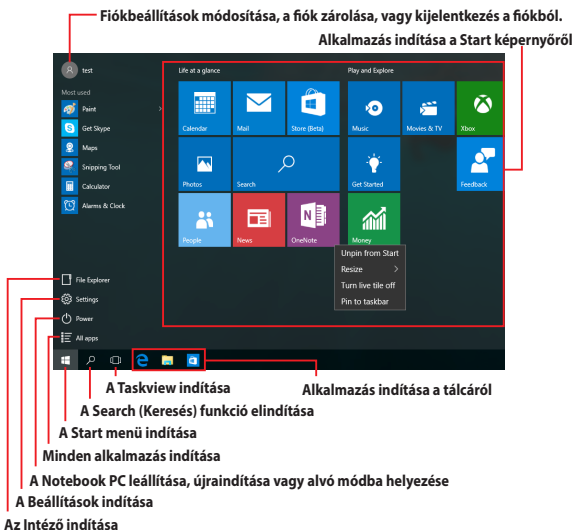 Fiókbeállítások módosítása, a fiók zárolása, vagy kijelentkezés a fiókból.
Alkalmazás indítása a Start képernyőről
test
Most used
Paint
Get Skype
Maps
Snipping Tool
Calculator
Alarms & Clock
File Explorer
Settings
Power
All apps
Life at a glance
Calendar
Mail
Store (Beta)
Photos
Search
People
News
OneNote
Play and Explore
Music
Movies & TV
Xbox
Get Started
Feedback
Money
Unpin from Start
Resize
Turn live tile off
Pin to taskbar
A Taskview indítása
Alkalmazás indítása a tálcáról
A Search (Keresés) funkció elindítása
A Start menü indítása
Minden alkalmazás indítása
A Notebook PC leállítása, újraindítása vagy alvó módba helyezése
A Beállítások indítása
Az Intéző indítása